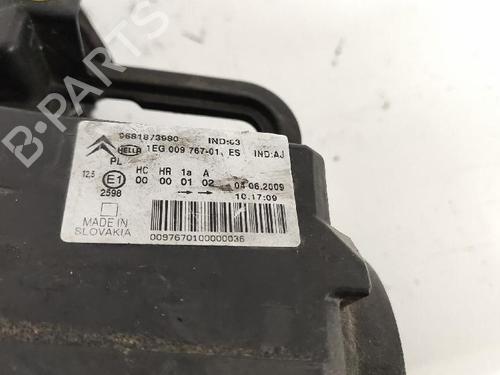 9681873980 IND:03
HELLA 1EG 009 767-01, ES IND:AJ
PL HC HR 1a A
12,5 E1 00 00 01 02 04.06.2009
2598 → → 10:17:09
MADE IN
SLOVAKIA
0097670100000036
B-PARTS